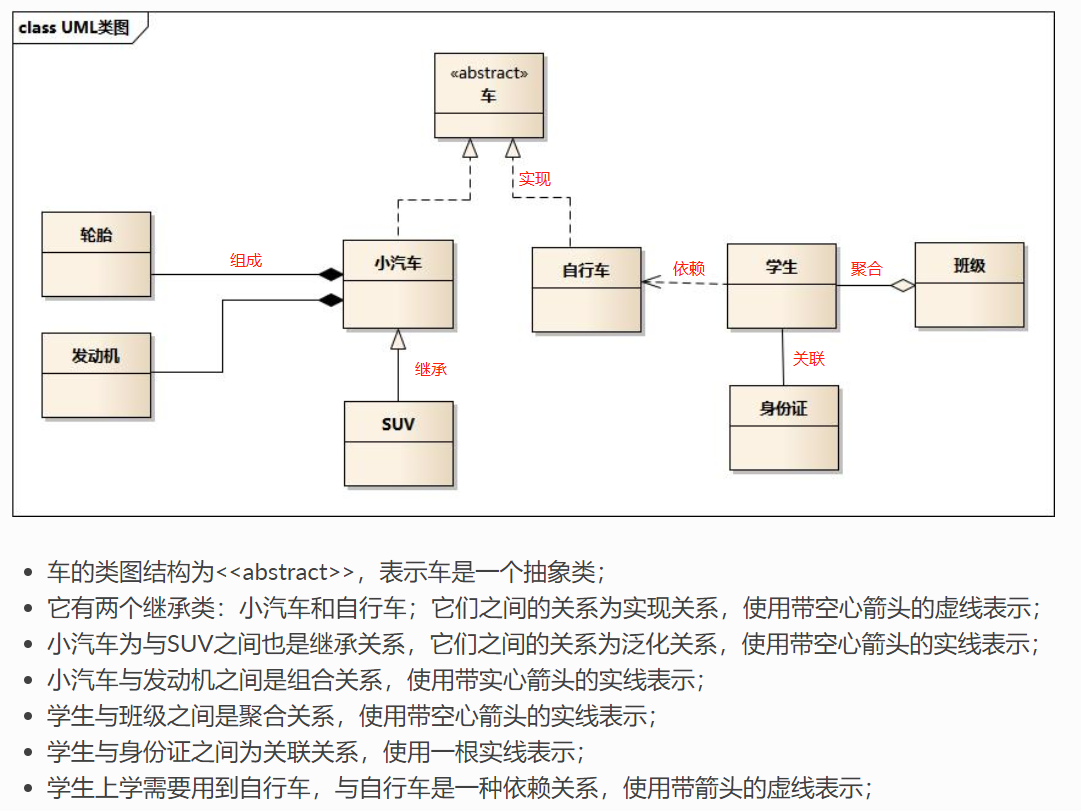 class UML类图
«abstract»
车
实现
轮胎
组成
小汽车
自行车
依赖
学生
聚合
班级
发动机
继承
关联
SUV
身份证
车的类图结构为<<abstract>>，表示车是一个抽象类；
它有两个继承类：小汽车和自行车；它们之间的关系为实现关系，使用带空心箭头的虚线表示；
小汽车为与SUV之间也是继承关系，它们之间的关系为泛化关系，使用带空心箭头的实线表示；
小汽车与发动机之间是组合关系，使用带实心箭头的实线表示；
学生与班级之间是聚合关系，使用带空心箭头的实线表示；
学生与身份证之间为关联关系，使用一根实线表示；
学生上学需要用到自行车，与自行车是一种依赖关系，使用带箭头的虚线表示；